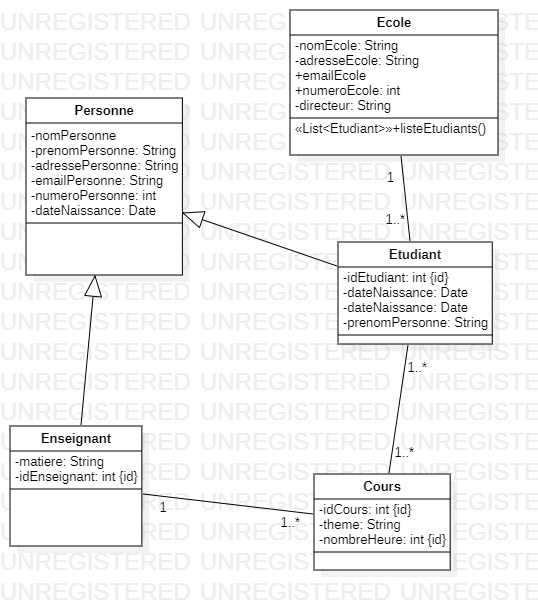 Ecole
-nomEcole: String
-adresseEcole: String
+emailEcole
+numeroEcole: int
-directeur: String
«List<Etudiant>»+listeEtudiants()
Personne
-nomPersonne
-prenomPersonne: String
-adressePersonne: String
-emailPersonne: String
-numeroPersonne: int
-dateNaissance: Date
1
1..*
Etudiant
-idEtudiant: int {id}
-dateNaissance: Date
-dateNaissance: Date
-prenomPersonne: String
1..*
1..*
Enseignant
-matiere: String
-idEnseignant: int {id}
1
1..*
Cours
-idCours: int {id}
-theme: String
-nombreHeure: int {id}
UNREGISTERED